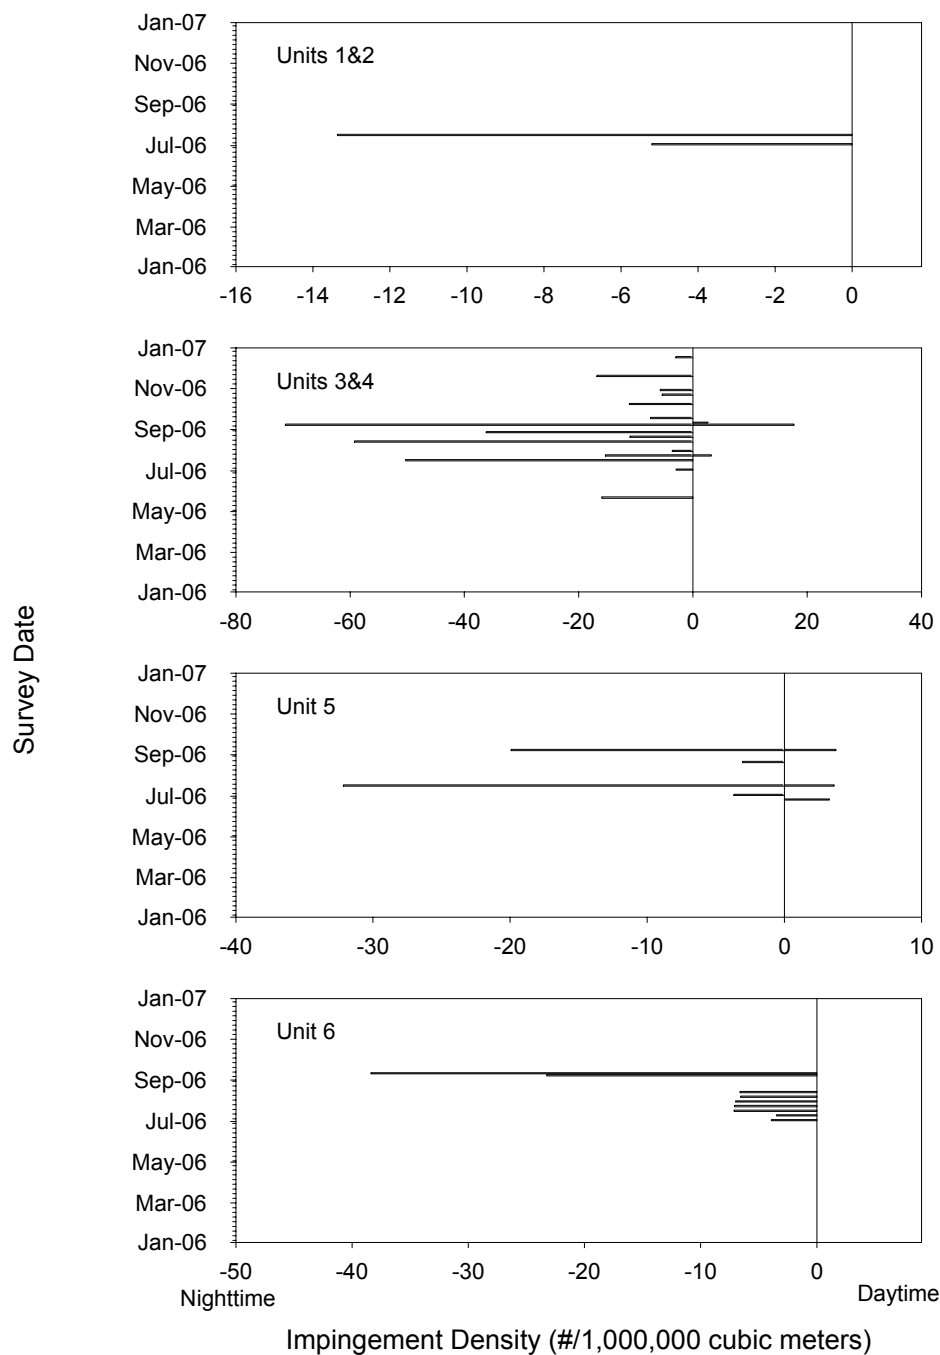 Survey Date
Jan-07
Units 1&2
Nov-06
Sep-06
Jul-06
May-06
Mar-06
Jan-06
-16 -14 -12 -10 -8 -6 -4 -2 0
Jan-07
Units 3&4
Nov-06
Sep-06
Jul-06
May-06
Mar-06
Jan-06
-80 -60 -40 -20 0 20 40
Jan-07
Unit 5
Nov-06
Sep-06
Jul-06
May-06
Mar-06
Jan-06
-40 -30 -20 -10 0 10
Jan-07
Unit 6
Nov-06
Sep-06
Jul-06
May-06
Mar-06
Jan-06
-50 -40 -30 -20 -10 0
Nighttime Daytime
Impingement Density (#/1,000,000 cubic meters)